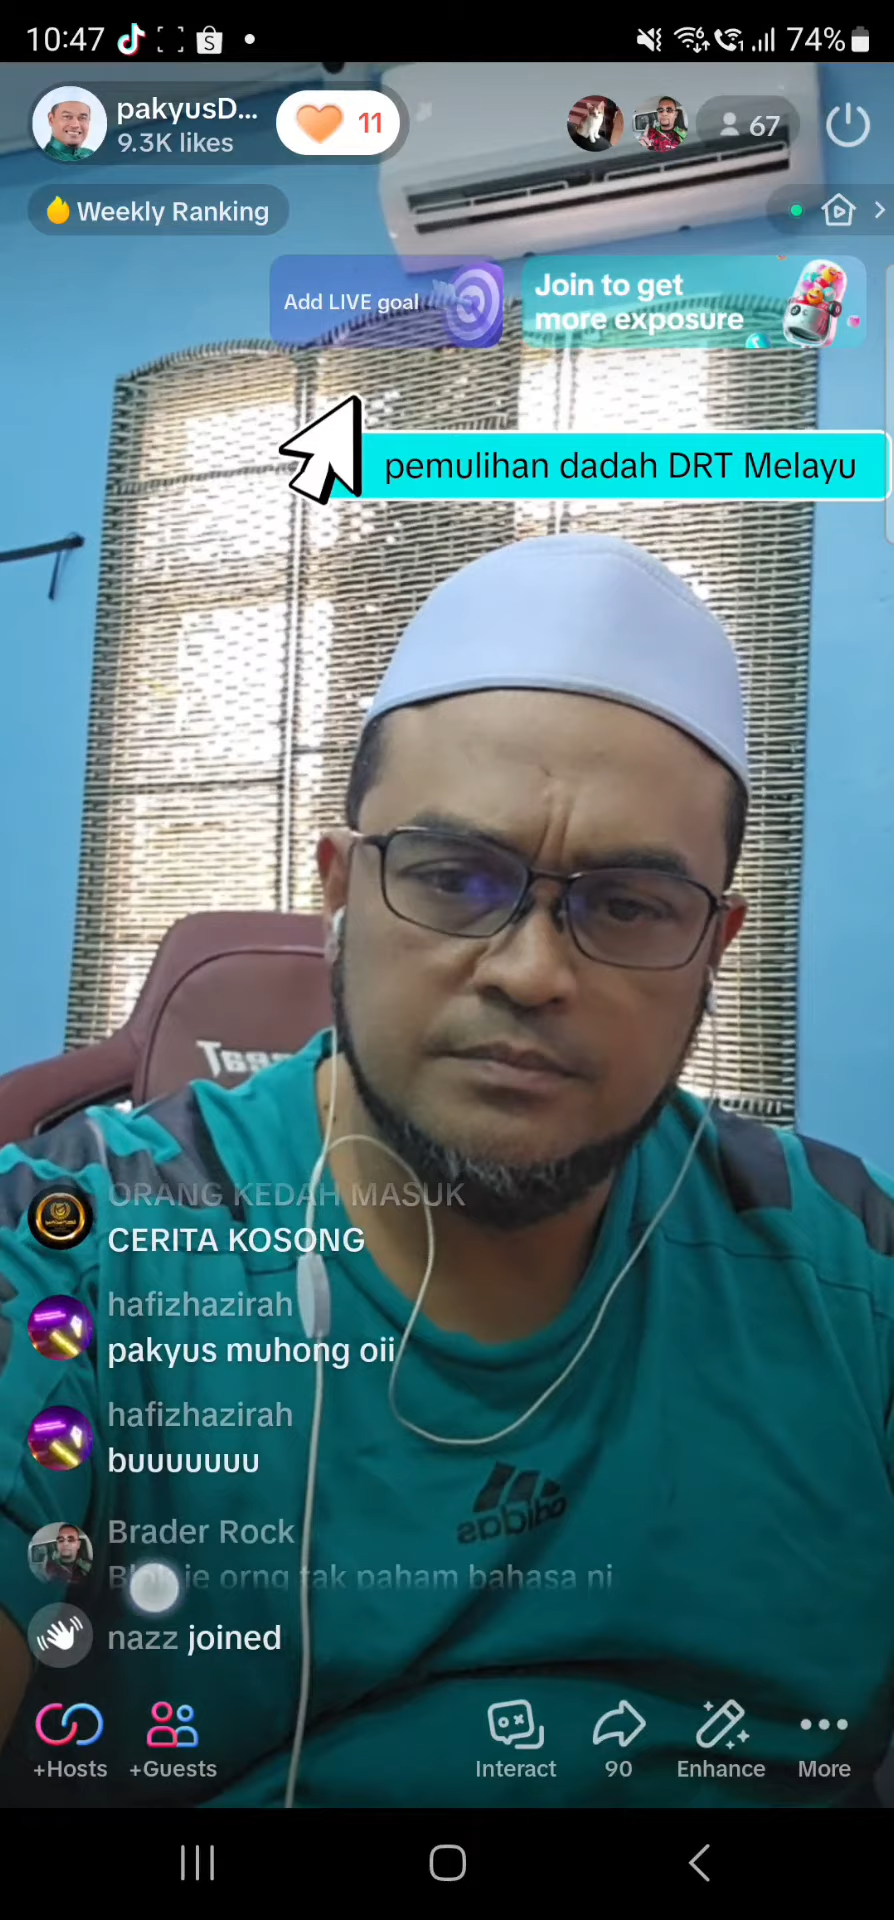 10:47
74%
pakyusD...
9.3K likes
11
67
Weekly Ranking
Add LIVE goal
Join to get
more exposure
pemulihan dadah DRT Melayu
ORANG KEDAH MASUK
CERITA KOSONG
hafizhazirah
pakyus muhong oii
hafizhazirah
buuuuuuu
adidas
Brader Rock
je orng tak paham bahasa ni
nazz joined
+Hosts
+Guests
Interact
90
Enhance
More